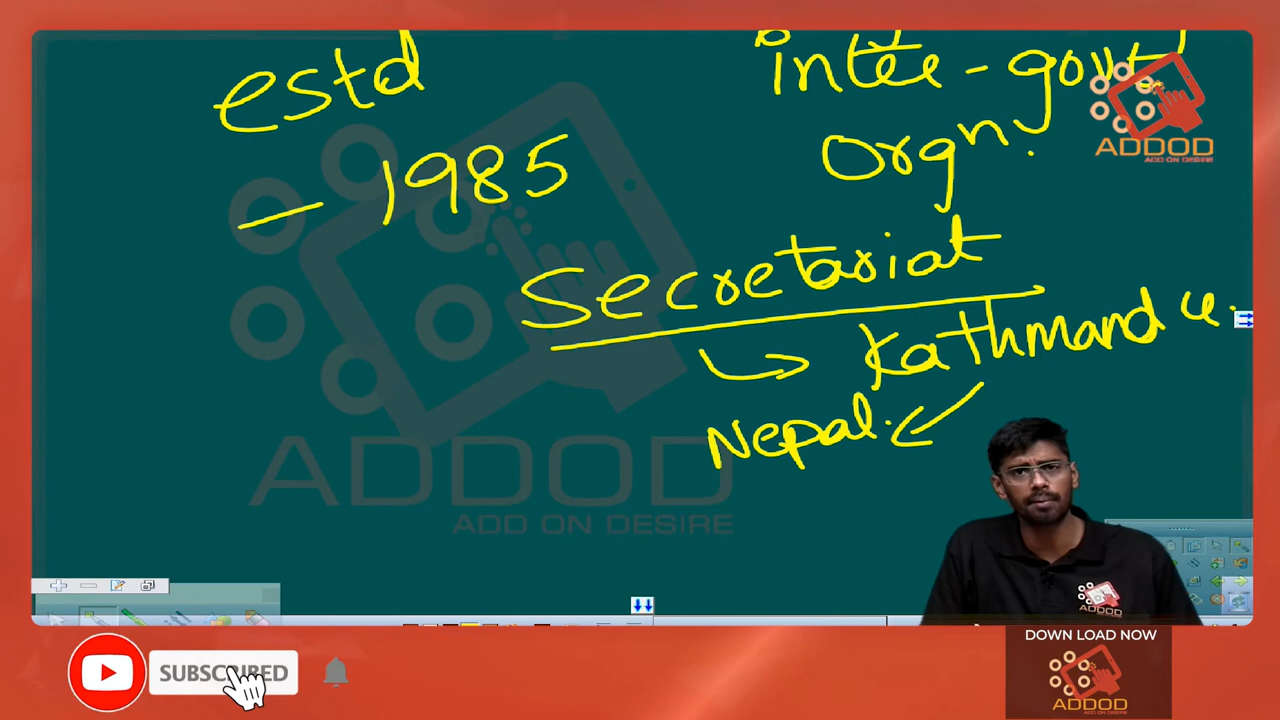 estd
inter-govt
Orgn.
- 1985
Secretariat
Kathmandu.
Nepal.
ADDOD
ADD ON DESIRE
ADDOD
ADD ON DESIRE
ADDOD
SUBSCRIBED
DOWN LOAD NOW
ADDOD